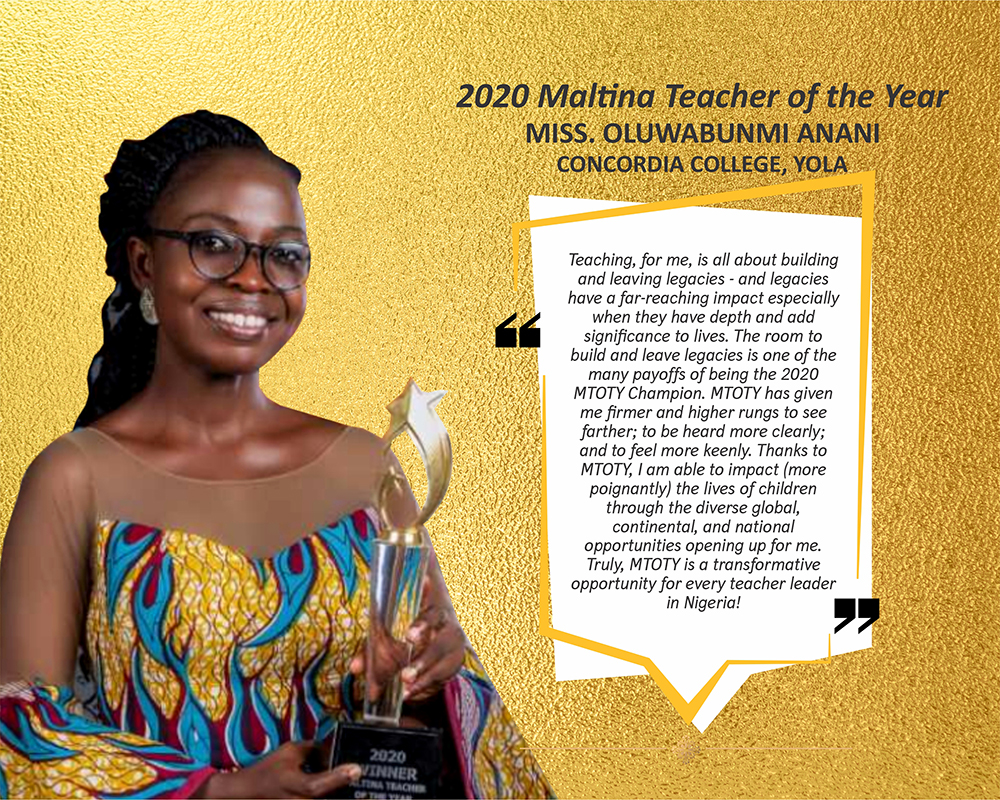 2020 Maltina Teacher of the Year
MISS. OLUWABUNMI ANANI
CONCORDIA COLLEGE, YOLA
Teaching, for me, is all about building
and leaving legacies - and legacies
have a far-reaching impact especially
when they have depth and add
significance to lives. The room to
build and leave legacies is one of the
many payoffs of being the 2020
MTOTY Champion. MTOTY has given
me firmer and higher rungs to see
farther; to be heard more clearly;
and to feel more keenly. Thanks to
MTOTY, I am able to impact (more
poignantly) the lives of children
through the diverse global,
continental, and national
opportunities opening up for me.
Truly, MTOTY is a transformative
opportunity for every teacher leader
in Nigeria!
2020
WINNER
MALTINA TEACHER
OF THE YEAR